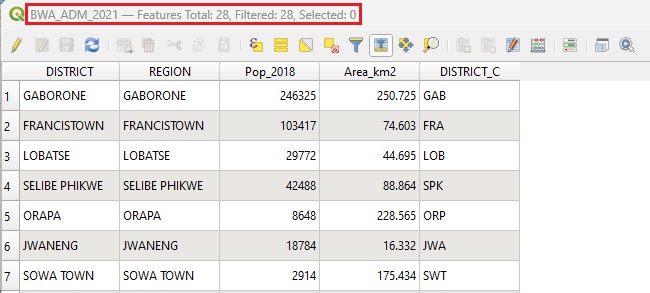 BWA_ADM_2021 — Features Total: 28, Filtered: 28, Selected: 0
DISTRICT REGION Pop_2018 Area_km2 DISTRICT_C
1 GABORONE GABORONE 246325 250.725 GAB
2 FRANCISTOWN FRANCISTOWN 103417 74.603 FRA
3 LOBATSE LOBATSE 29772 44.695 LOB
4 SELIBE PHIKWE SELIBE PHIKWE 42488 88.864 SPK
5 ORAPA ORAPA 8648 228.565 ORP
6 JWANENG JWANENG 18784 16.332 JWA
7 SOWA TOWN SOWA TOWN 2914 175.434 SWT